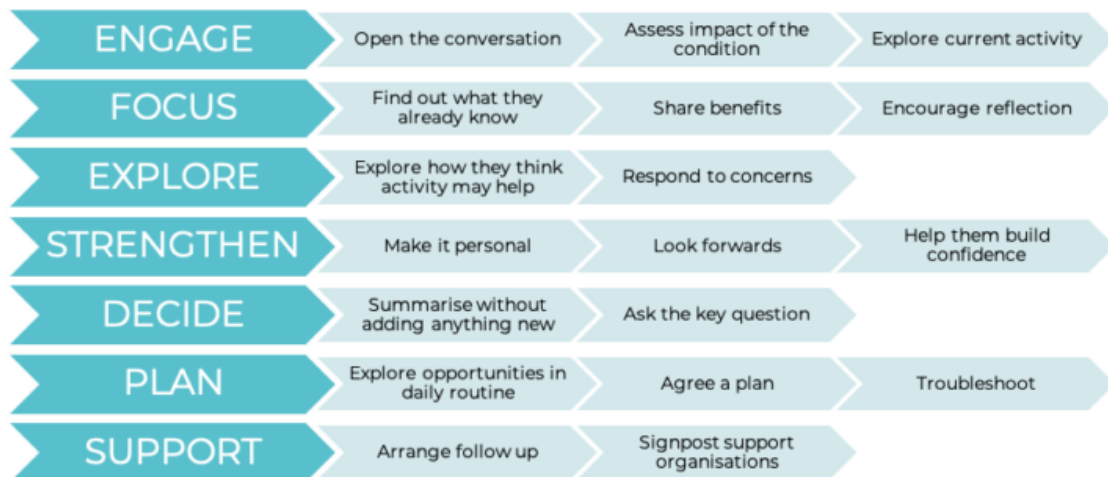 ENGAGE
Open the conversation
Assess impact of the
condition
Explore current activity
FOCUS
Find out what they
already know
Share benefits
Encourage reflection
EXPLORE
Explore how they think
activity may help
Respond to concerns
STRENGTHEN
Make it personal
Look forwards
Help them build
confidence
DECIDE
Summarise without
adding anything new
Ask the key question
PLAN
Explore opportunities in
daily routine
Agree a plan
Troubleshoot
SUPPORT
Arrange follow up
Signpost support
organisations